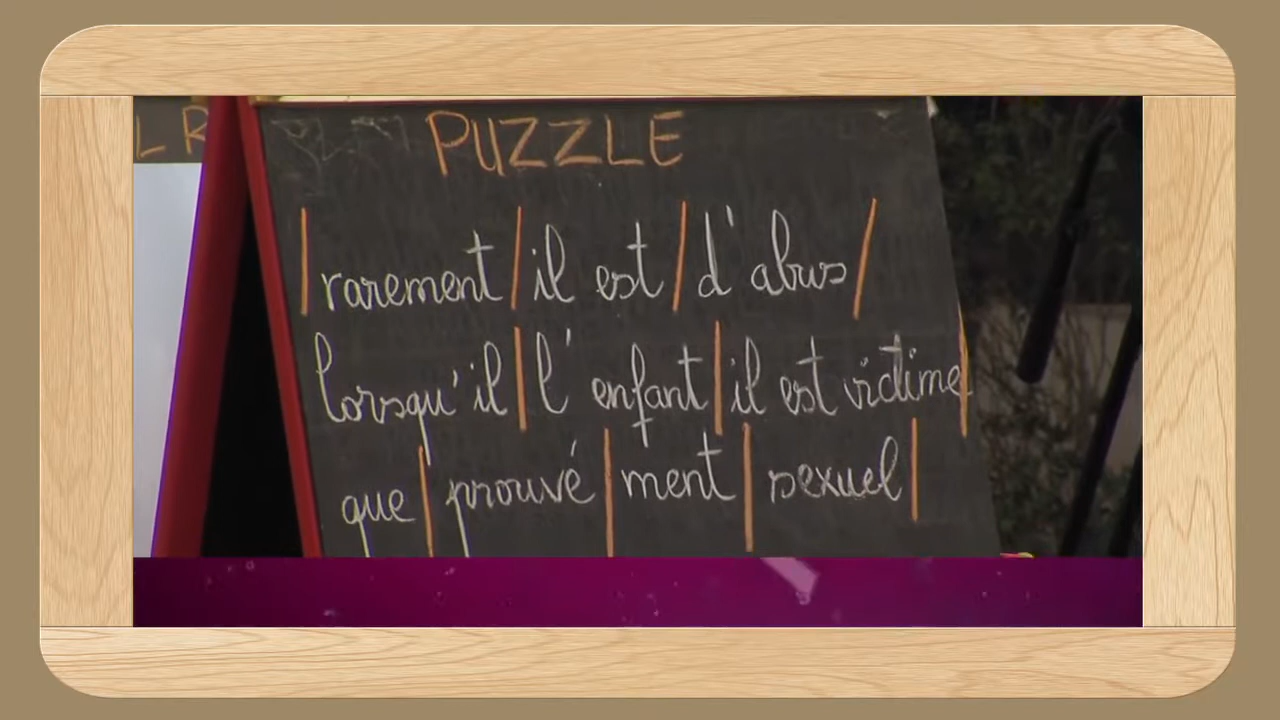 L R
PUZZLE
/ rarement / il est / d'abus /
lorsqu'il / l'enfant / il est victime /
que / prouvé / ment / sexuel /